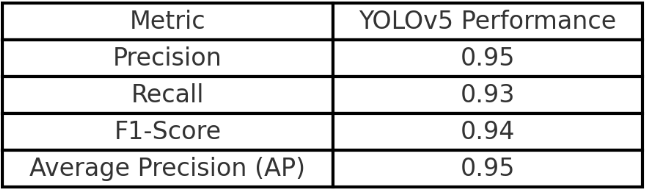 Metric YOLOv5 Performance
Precision 0.95
Recall 0.93
F1-Score 0.94
Average Precision (AP) 0.95